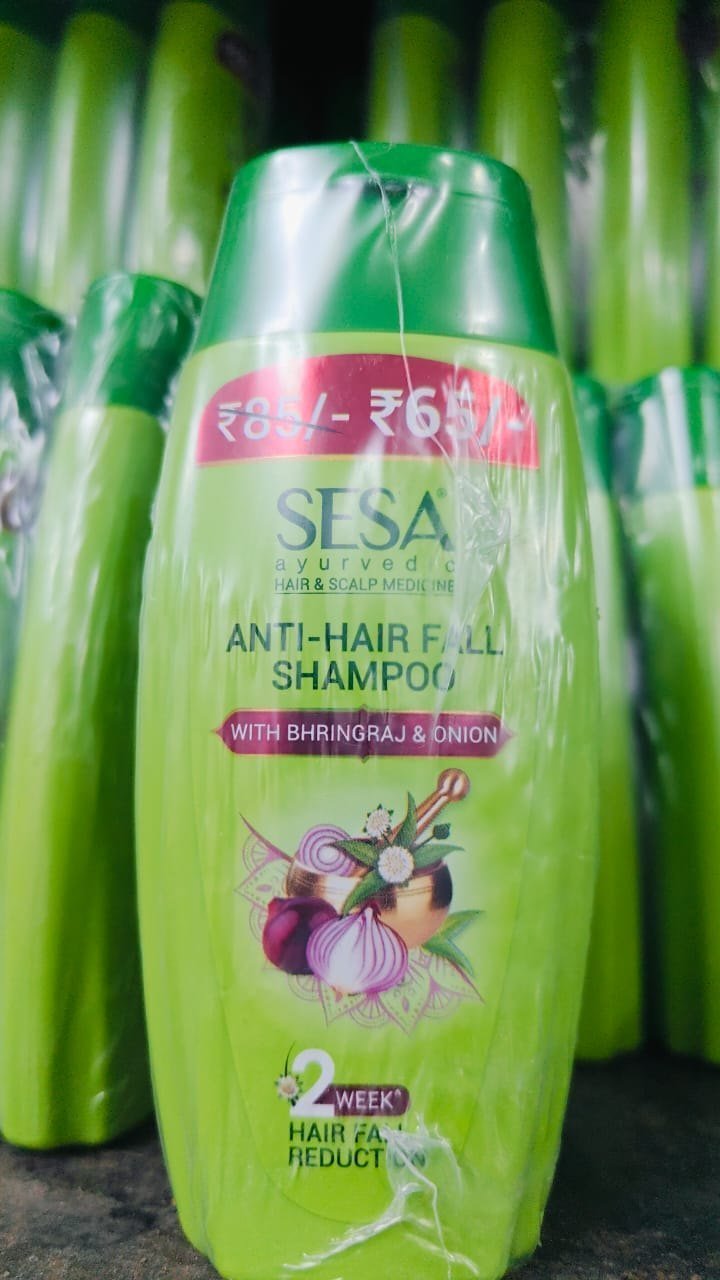 ₹85/- ₹65/-
SESA®
ayurvedic
HAIR & SCALP MEDICINE
ANTI-HAIR FALL
SHAMPOO
WITH BHRINGRAJ & ONION
2
WEEK^
HAIR FALL
REDUCTION